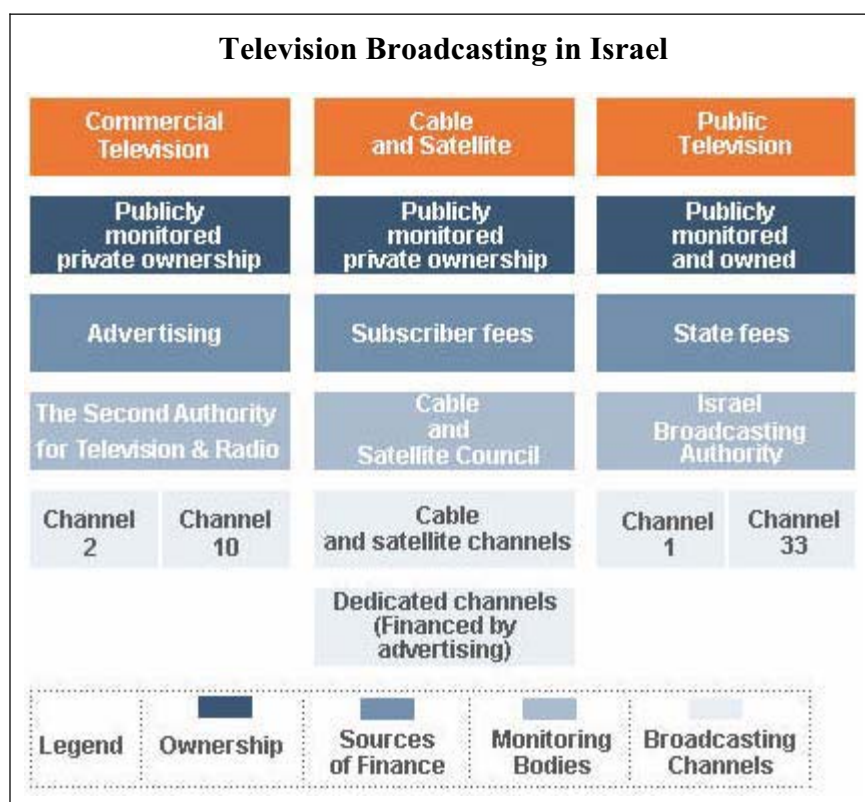 Television Broadcasting in Israel
Commercial
Television
Cable
and Satellite
Public
Television
Publicly
monitored
private ownership
Publicly
monitored
private ownership
Publicly
monitored
and owned
Advertising
Subscriber fees
State fees
The Second Authority
for Television & Radio
Cable
and
Satellite Council
Israel
Broadcasting
Authority
Channel
2
Channel
10
Cable
and satellite channels
Channel
1
Channel
33
Dedicated channels
(Financed by
advertising)
Legend
Ownership
Sources
of Finance
Monitoring
Bodies
Broadcasting
Channels